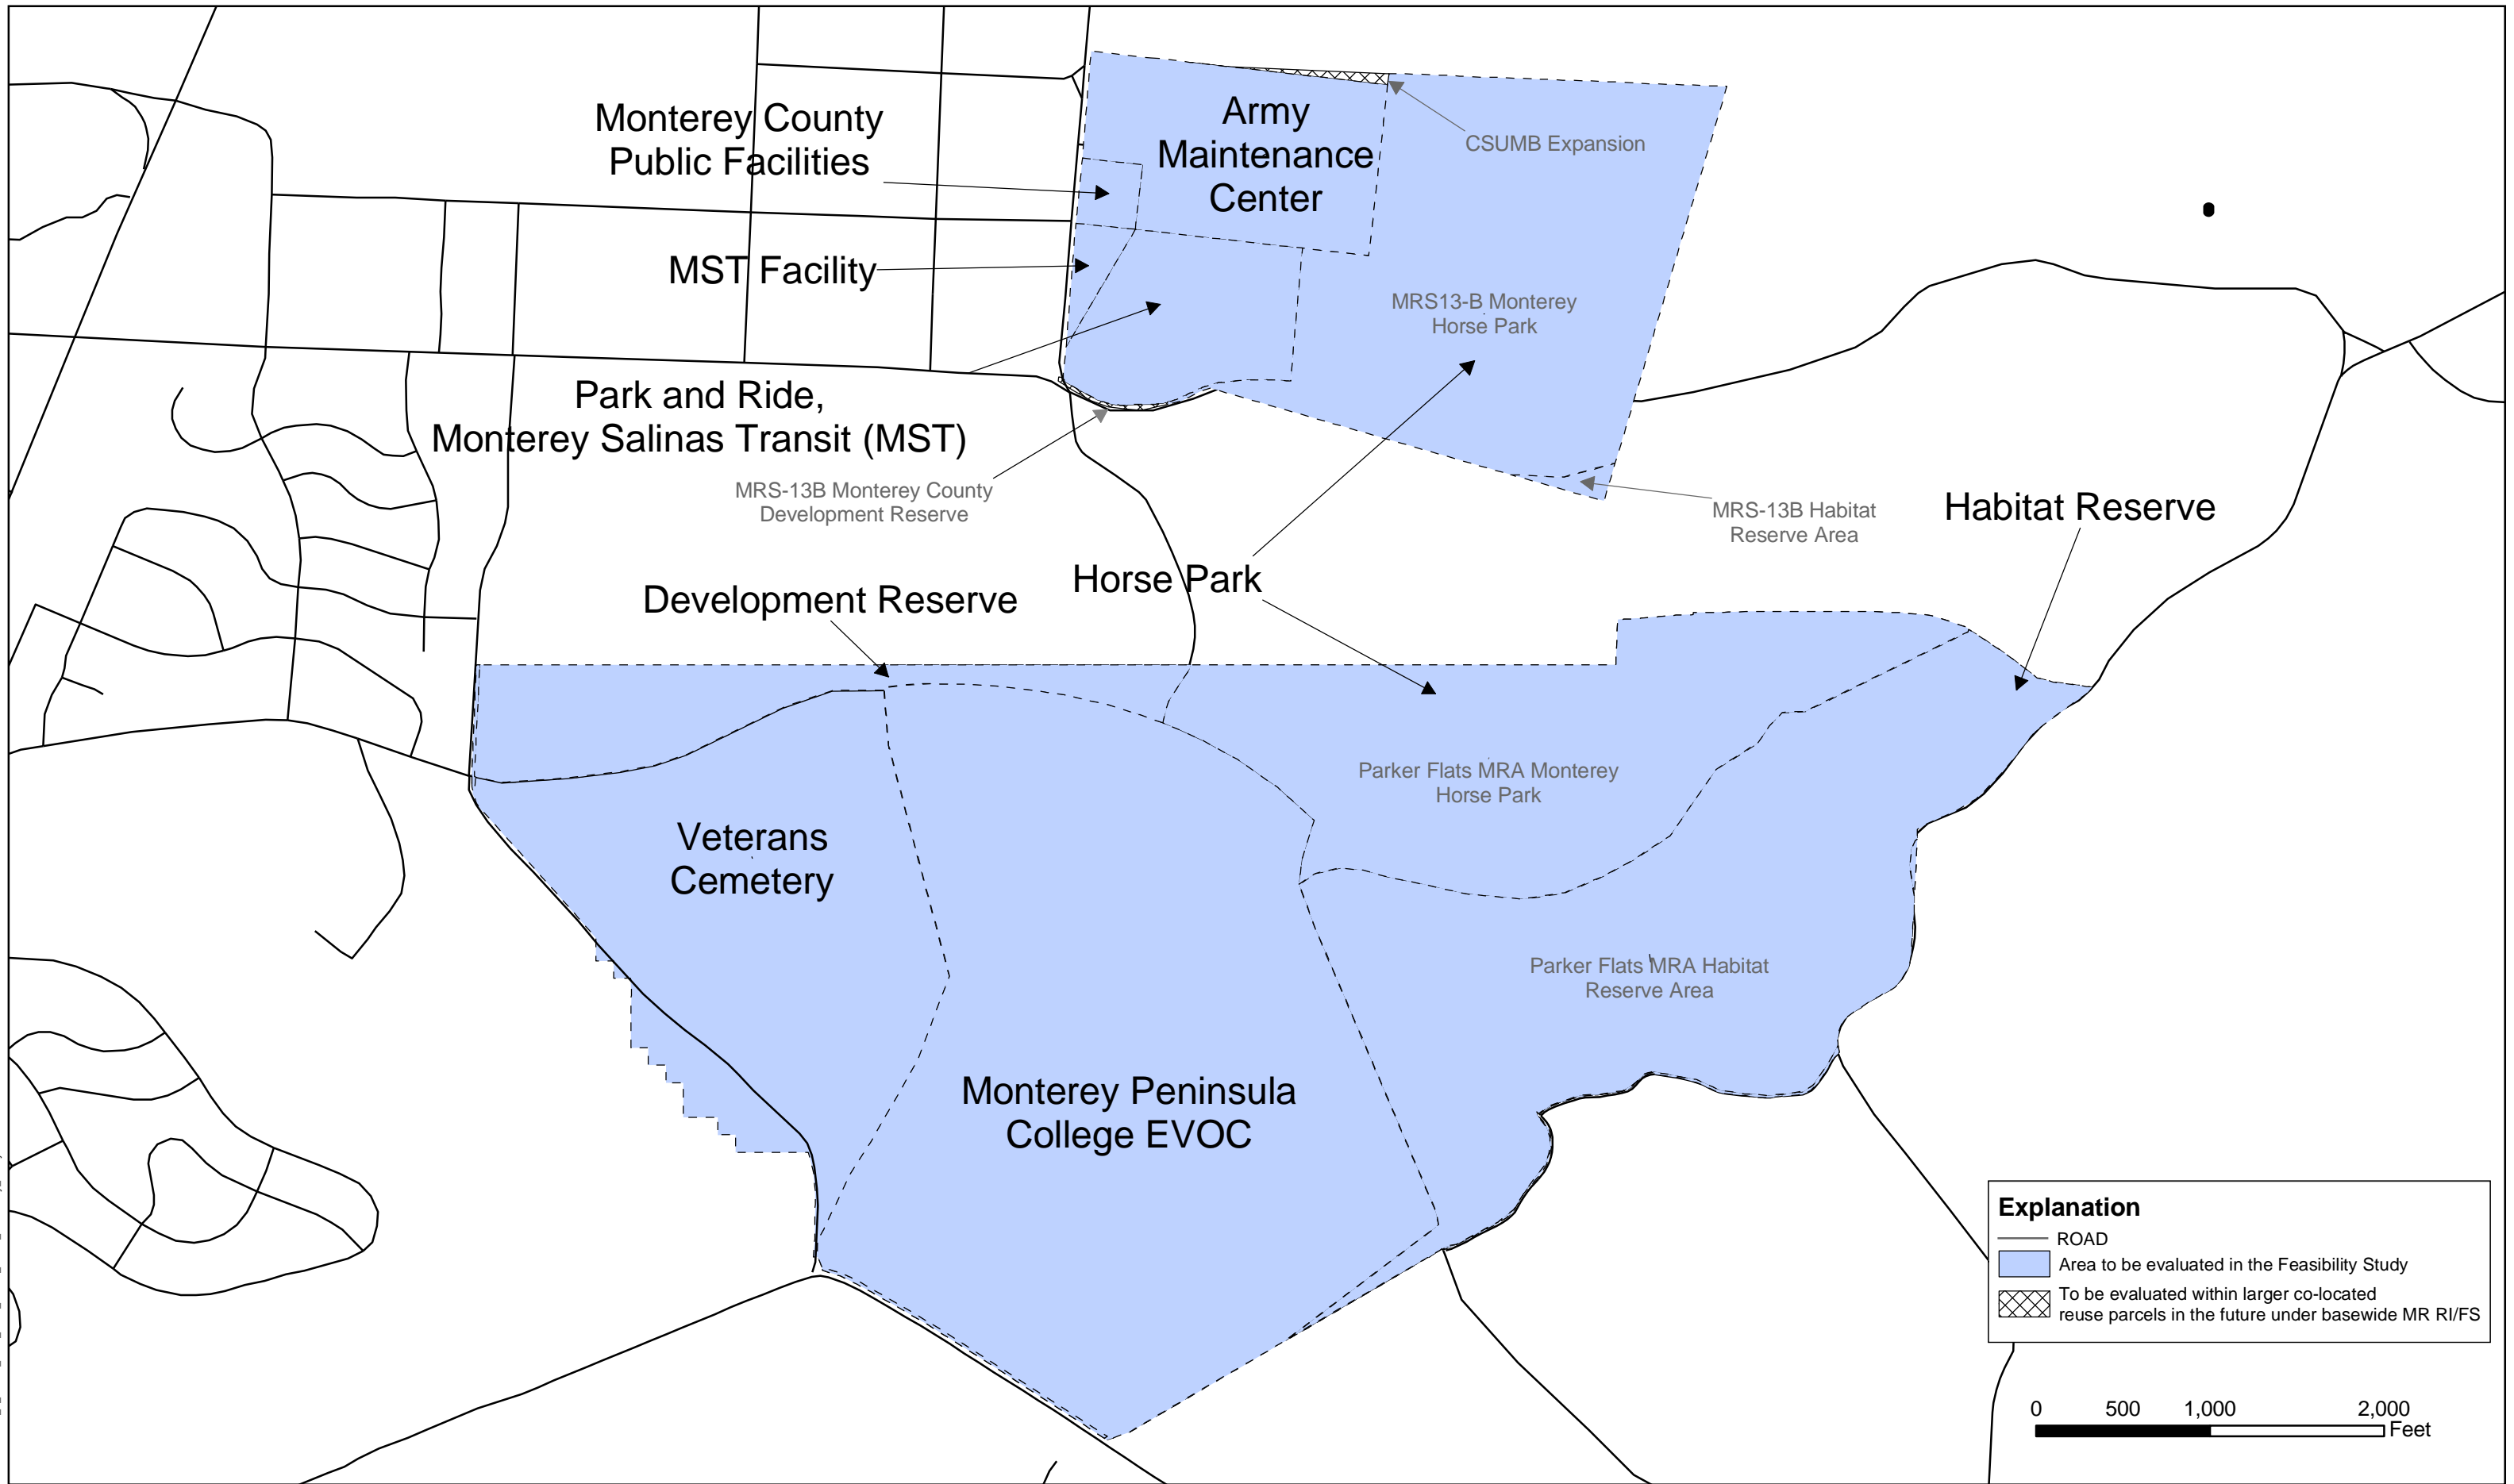 Monterey County
Public Facilities
Army
Maintenance
Center
CSUMB Expansion
MST Facility
MRS13-B Monterey
Horse Park
Park and Ride,
Monterey Salinas Transit (MST)
MRS-13B Monterey County
Development Reserve
MRS-13B Habitat
Reserve Area
Habitat Reserve
Horse Park
Development Reserve
Parker Flats MRA Monterey
Horse Park
Veterans
Cemetery
Parker Flats MRA Habitat
Reserve Area
Monterey Peninsula
College EVOC
Explanation
ROAD
Area to be evaluated in the Feasibility Study
To be evaluated within larger co-located
reuse parcels in the future under basewide MR RI/FS
0 500 1,000 2,000
Feet